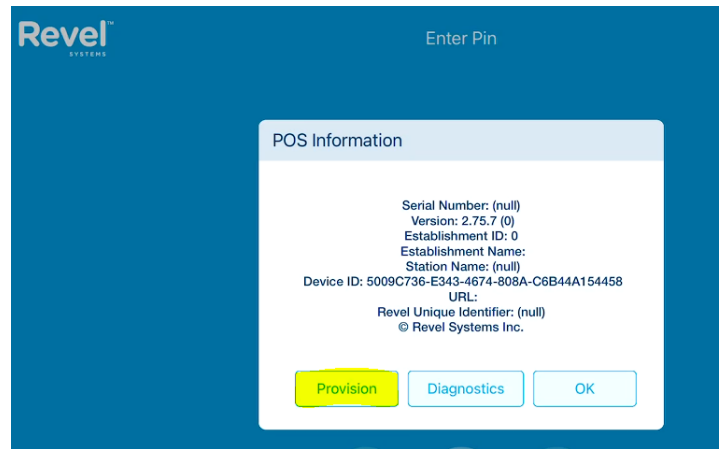 Revel™
SYSTEMS
Enter Pin
POS Information
Serial Number: (null)
Version: 2.75.7 (0)
Establishment ID: 0
Establishment Name:
Station Name: (null)
Device ID: 5009C736-E343-4674-808A-C6B44A154458
URL:
Revel Unique Identifier: (null)
© Revel Systems Inc.
Provision
Diagnostics
OK